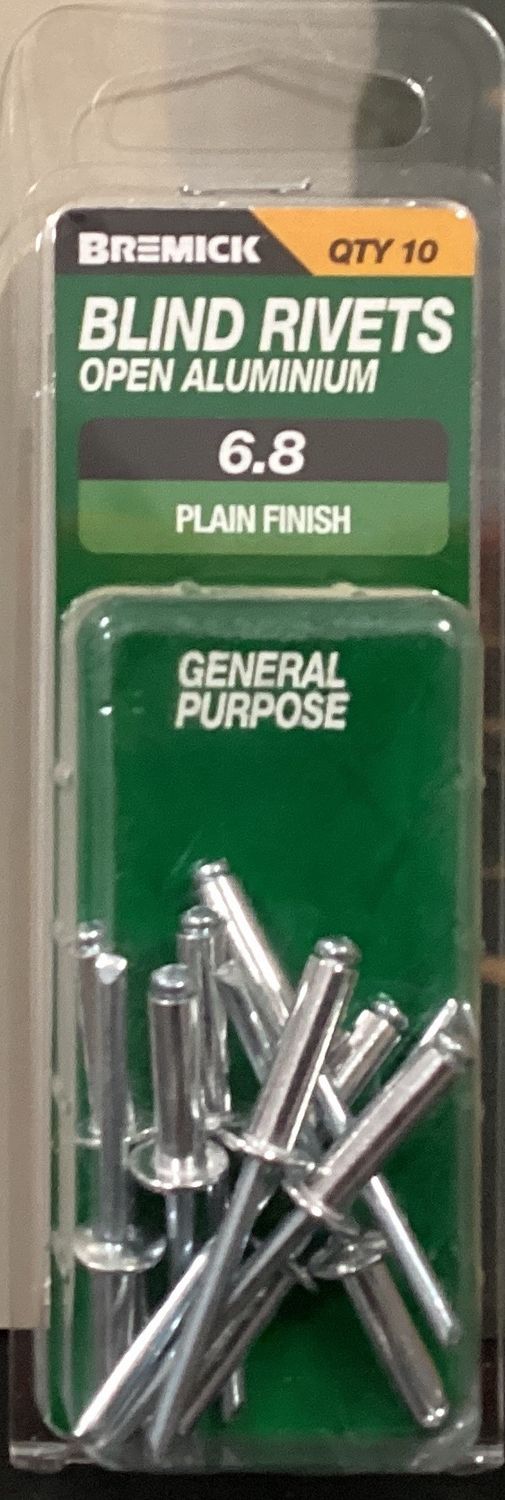 BREMICK
QTY 10
BLIND RIVETS
OPEN ALUMINIUM
6.8
PLAIN FINISH
GENERAL
PURPOSE